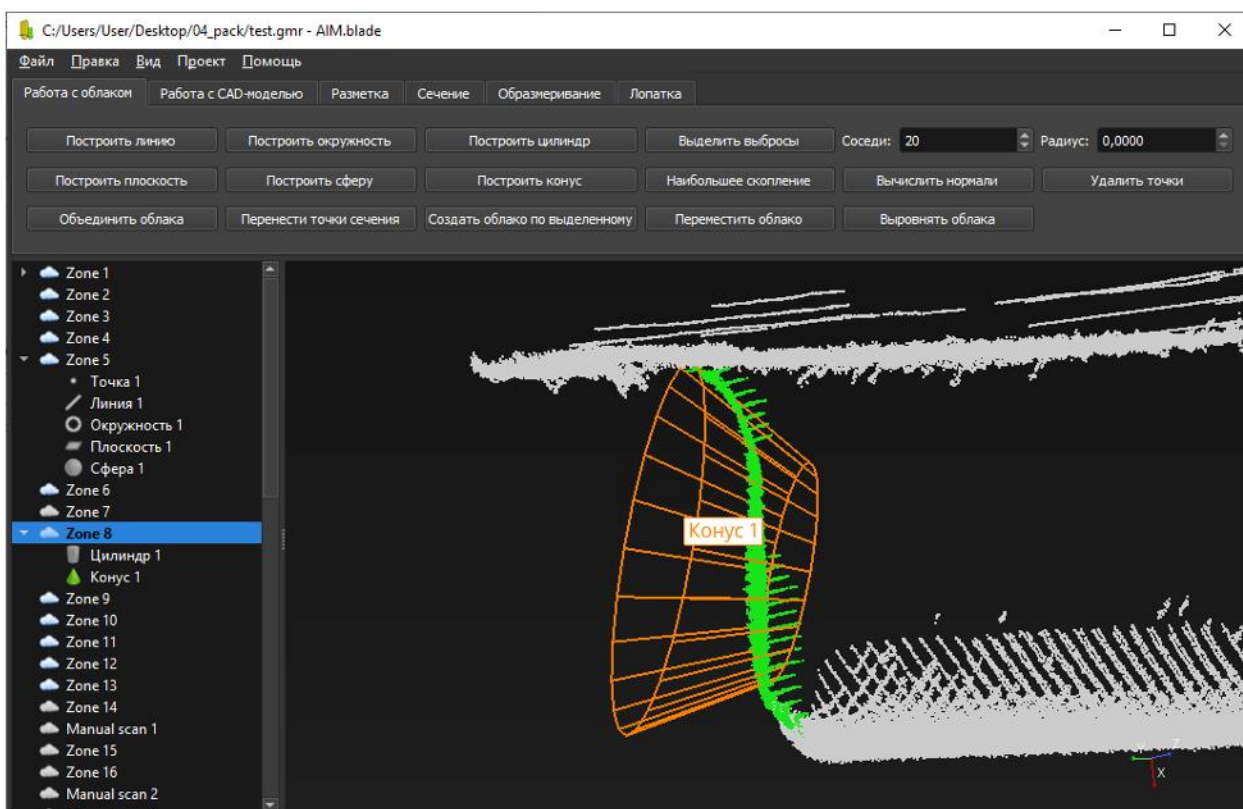 C:/Users/User/Desktop/04_pack/test.gmr - AIM.blade
Файл Правка Вид Проект Помощь
Работа с облаком Работа с CAD-моделью Разметка Сечение Образмеривание Лопатка
Построить линию Построить окружность Построить цилиндр Выделить выбросы Соседи: 20 Радиус: 0,0000
Построить плоскость Построить сферу Построить конус Наибольшее скопление Вычислить нормали Удалить точки
Объединить облака Перенести точки сечения Создать облако по выделенному Переместить облако Выровнять облака
Zone 1
Zone 2
Zone 3
Zone 4
Zone 5
Точка 1
Линия 1
Окружность 1
Плоскость 1
Сфера 1
Zone 6
Zone 7
Zone 8
Цилиндр 1
Конус 1
Zone 9
Zone 10
Zone 11
Zone 12
Zone 13
Zone 14
Manual scan 1
Zone 15
Zone 16
Manual scan 2
Конус 1
Y Z
X